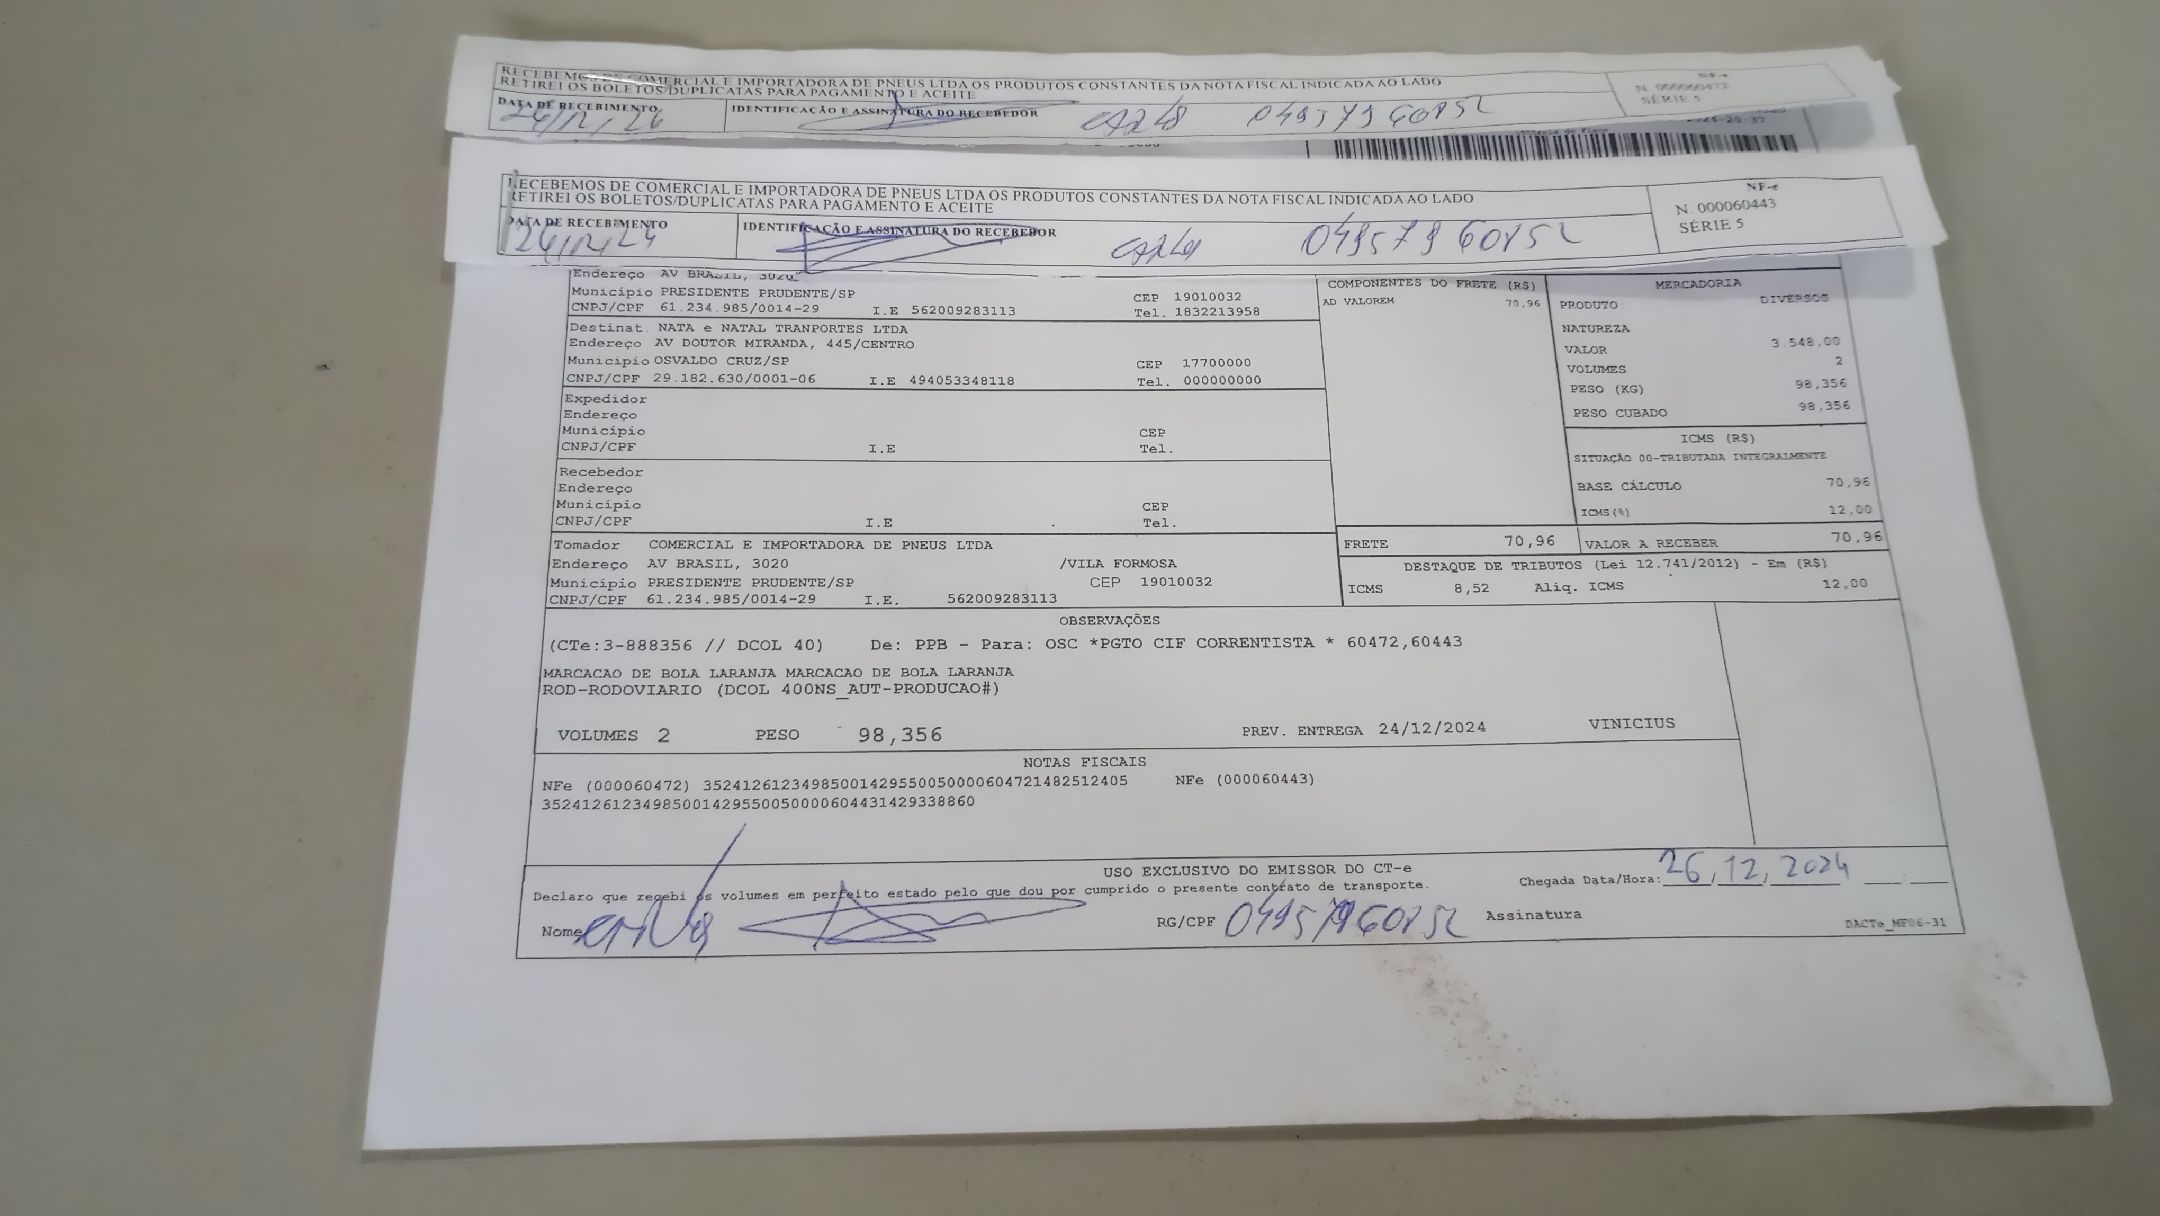 RECEBEMOS DE COMERCIAL E IMPORTADORA DE PNEUS LTDA OS PRODUTOS CONSTANTES DA NOTA FISCAL INDICADA AO LADO
RETIREI OS BOLETOS/DUPLICATAS PARA PAGAMENTO E ACEITE
NF-e
N. 000060472
SÉRIE 5
DATA DE RECEBIMENTO
IDENTIFICAÇÃO E ASSINATURA DO RECEBEDOR
04957960852
RECEBEMOS DE COMERCIAL E IMPORTADORA DE PNEUS LTDA OS PRODUTOS CONSTANTES DA NOTA FISCAL INDICADA AO LADO
RETIREI OS BOLETOS/DUPLICATAS PARA PAGAMENTO E ACEITE
NF-e
N. 000060443
SÉRIE 5
DATA DE RECEBIMENTO
26/12/24
IDENTIFICAÇÃO E ASSINATURA DO RECEBEDOR
04957960852
Endereço AV BRASIL, 3020
Município PRESIDENTE PRUDENTE/SP CEP 19010032
CNPJ/CPF 61.234.985/0014-29 I.E 562009283113 Tel. 1832213958
Destinat. NATA e NATAL TRANPORTES LTDA
Endereço AV DOUTOR MIRANDA, 445/CENTRO
Município OSVALDO CRUZ/SP CEP 17700000
CNPJ/CPF 29.182.630/0001-06 I.E 494053348118 Tel. 000000000
Expedidor
Endereço
Município CEP
CNPJ/CPF I.E Tel.
Recebedor
Endereço
Município CEP
CNPJ/CPF I.E Tel.
Tomador COMERCIAL E IMPORTADORA DE PNEUS LTDA
Endereço AV BRASIL, 3020 /VILA FORMOSA
Município PRESIDENTE PRUDENTE/SP CEP 19010032
CNPJ/CPF 61.234.985/0014-29 I.E. 562009283113
COMPONENTES DO FRETE (R$)
AD VALOREM 70,96
MERCADORIA
PRODUTO: DIVERSOS
NATUREZA
VALOR 3.548,00
VOLUMES 2
PESO (KG) 98,356
PESO CUBADO 98,356
ICMS (R$)
SITUAÇÃO 00-TRIBUTADA INTEGRALMENTE
BASE CÁLCULO 70,96
ICMS(%) 12,00
FRETE 70,96 VALOR A RECEBER 70,96
DESTAQUE DE TRIBUTOS (Lei 12.741/2012) - Em (R$)
ICMS 8,52 Aliq. ICMS 12,00
OBSERVAÇÕES
(CTe:3-888356 // DCOL 40) De: PPB - Para: OSC *PGTO CIF CORRENTISTA * 60472,60443
MARCACAO DE BOLA LARANJA MARCACAO DE BOLA LARANJA
ROD-RODOVIARIO (DCOL 400NS_AUT-PRODUCAO#)
VOLUMES 2 PESO 98,356 PREV. ENTREGA 24/12/2024 VINICIUS
NOTAS FISCAIS
NFe (000060472) 35241261234985001429550050000604721482512405 NFe (000060443)
35241261234985001429550050000604431429338860
USO EXCLUSIVO DO EMISSOR DO CT-e
Declaro que recebi os volumes em perfeito estado pelo que dou por cumprido o presente contrato de transporte.
Chegada Data/Hora: 26,12,2024 __:__
Nome RG/CPF 04957960852 Assinatura
DACTe_MF06-31